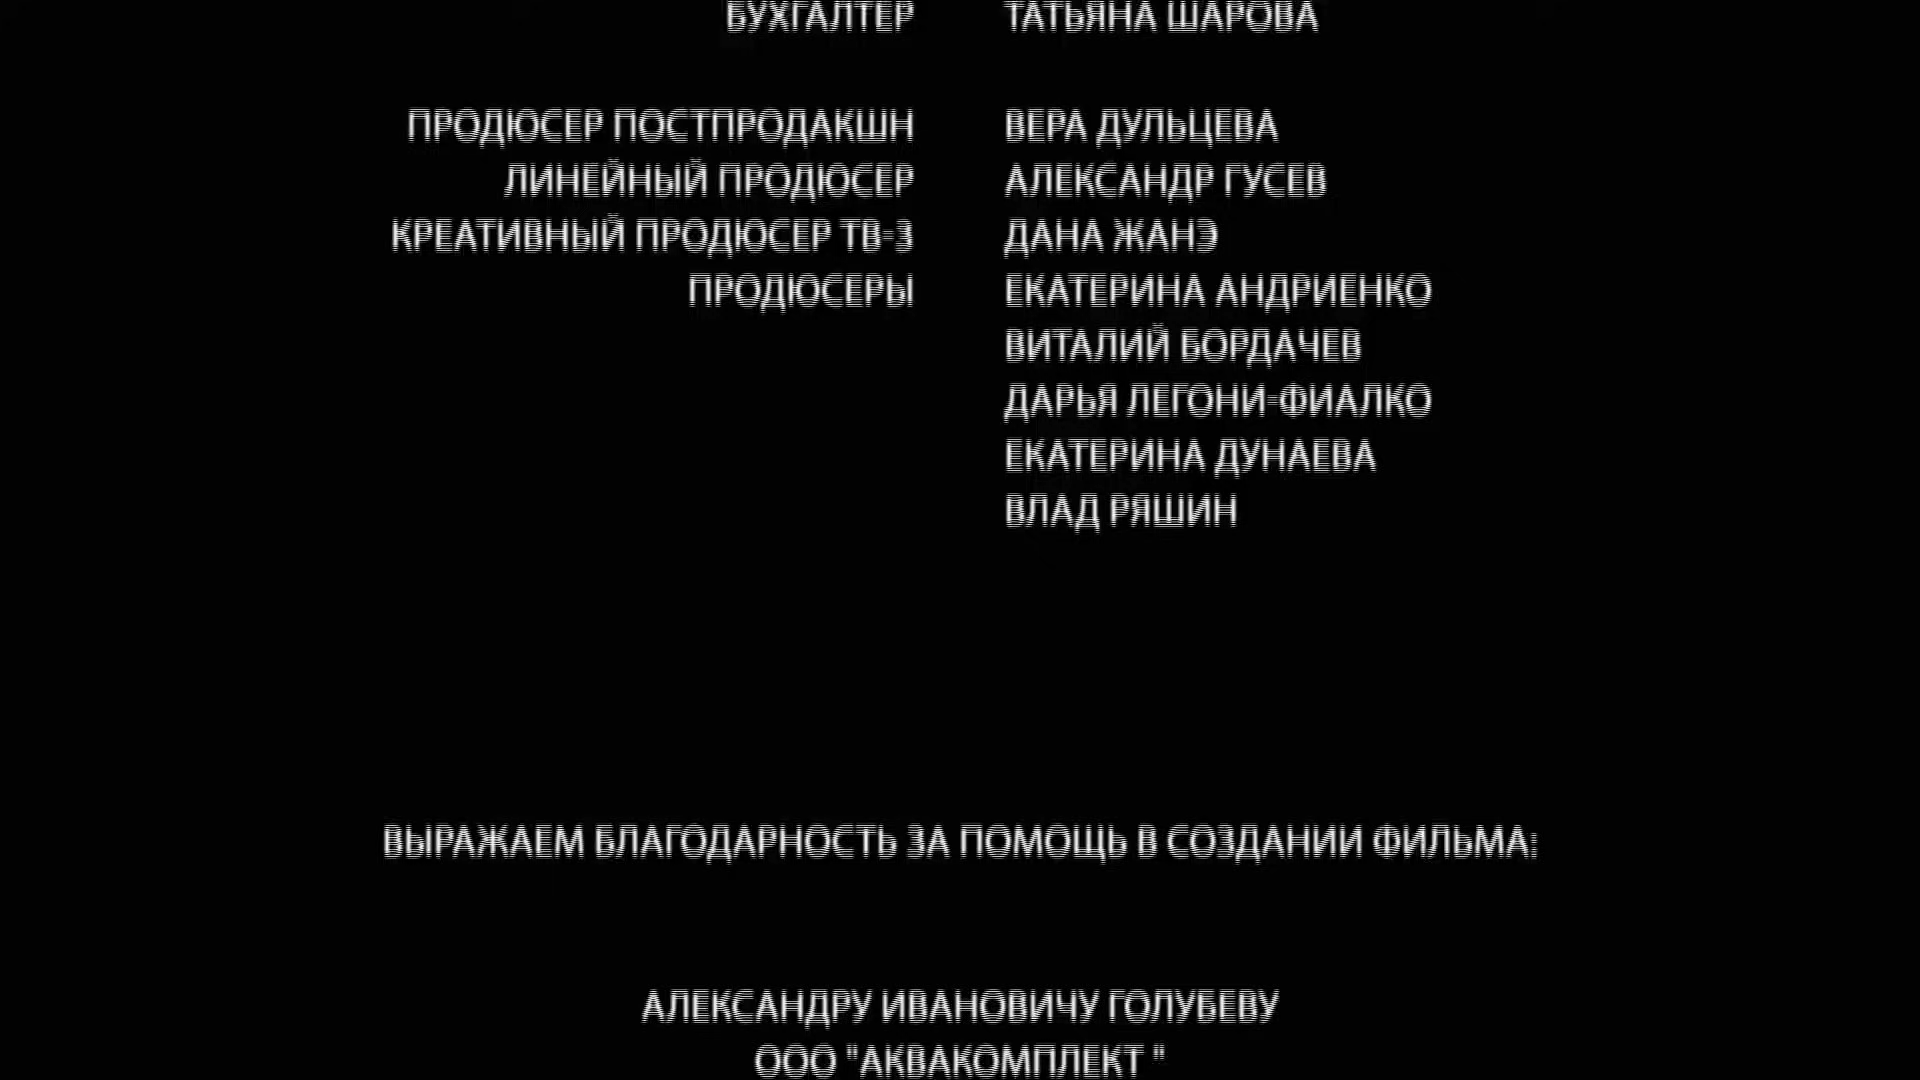 БУХГАЛТЕР ТАТЬЯНА ШАРОВА
ПРОДЮСЕР ПОСТПРОДАКШН ВЕРА ДУЛЬЦЕВА
ЛИНЕЙНЫЙ ПРОДЮСЕР АЛЕКСАНДР ГУСЕВ
КРЕАТИВНЫЙ ПРОДЮСЕР ТВ-3 ДАНА ЖАНЭ
ПРОДЮСЕРЫ ЕКАТЕРИНА АНДРИЕНКО
ВИТАЛИЙ БОРДАЧЕВ
ДАРЬЯ ЛЕГОНИ-ФИАЛКО
ЕКАТЕРИНА ДУНАЕВА
ВЛАД РЯШИН
ВЫРАЖАЕМ БЛАГОДАРНОСТЬ ЗА ПОМОЩЬ В СОЗДАНИИ ФИЛЬМА:
АЛЕКСАНДРУ ИВАНОВИЧУ ГОЛУБЕВУ
ООО "АКВАКОМПЛЕКТ "